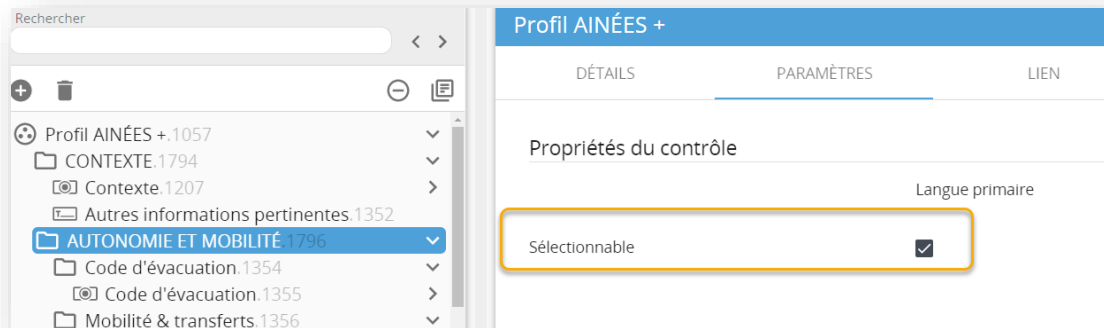 Rechercher
Profil AINÉES +.1057
CONTEXTE.1794
Contexte.1207
Autres informations pertinentes.1352
AUTONOMIE ET MOBILITÉ.1796
Code d'évacuation.1354
Code d'évacuation.1355
Mobilité & transferts.1356
Profil AINÉES +
DÉTAILS PARAMÈTRES LIEN
Propriétés du contrôle
Langue primaire
Sélectionnable